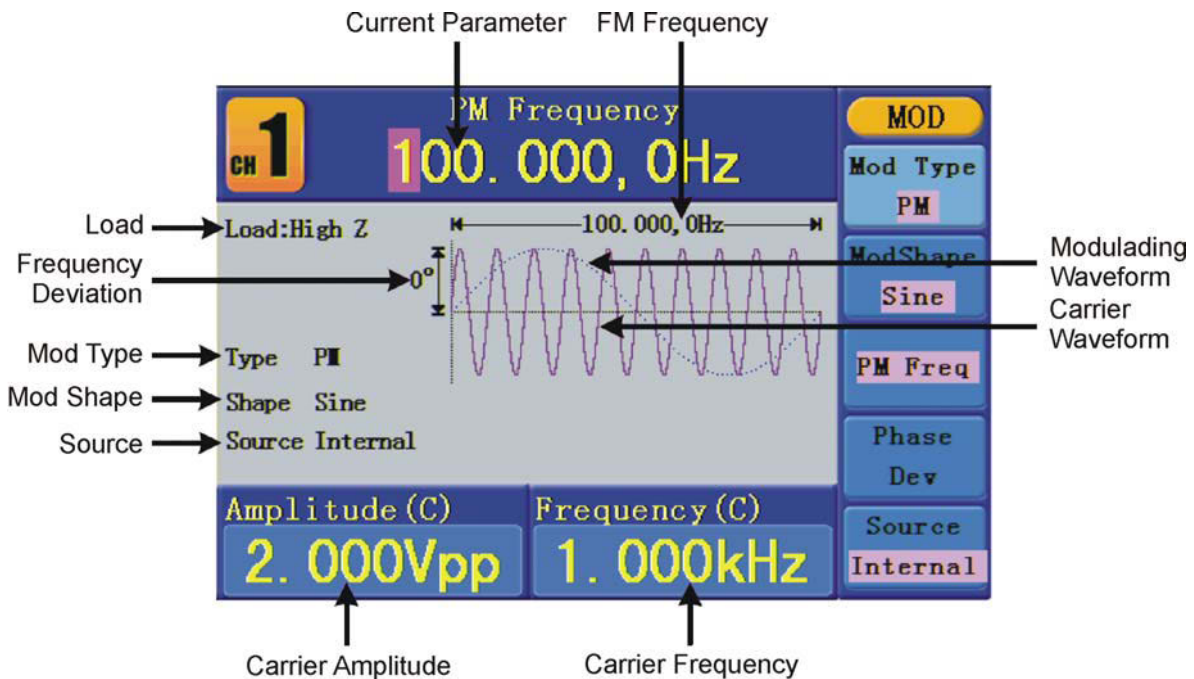 Current Parameter FM Frequency
CH 1
PM Frequency
100.000,0Hz
MOD
Mod Type
PM
ModShape
Sine
PM Freq
Phase
Dev
Source
Internal
Load
Load:High Z
100.000,0Hz
Frequency
Deviation
0°
Modulading
Waveform
Carrier
Waveform
Mod Type
Type PM
Mod Shape
Shape Sine
Source
Source Internal
Amplitude(C)
2.000Vpp
Frequency(C)
1.000kHz
Carrier Amplitude
Carrier Frequency